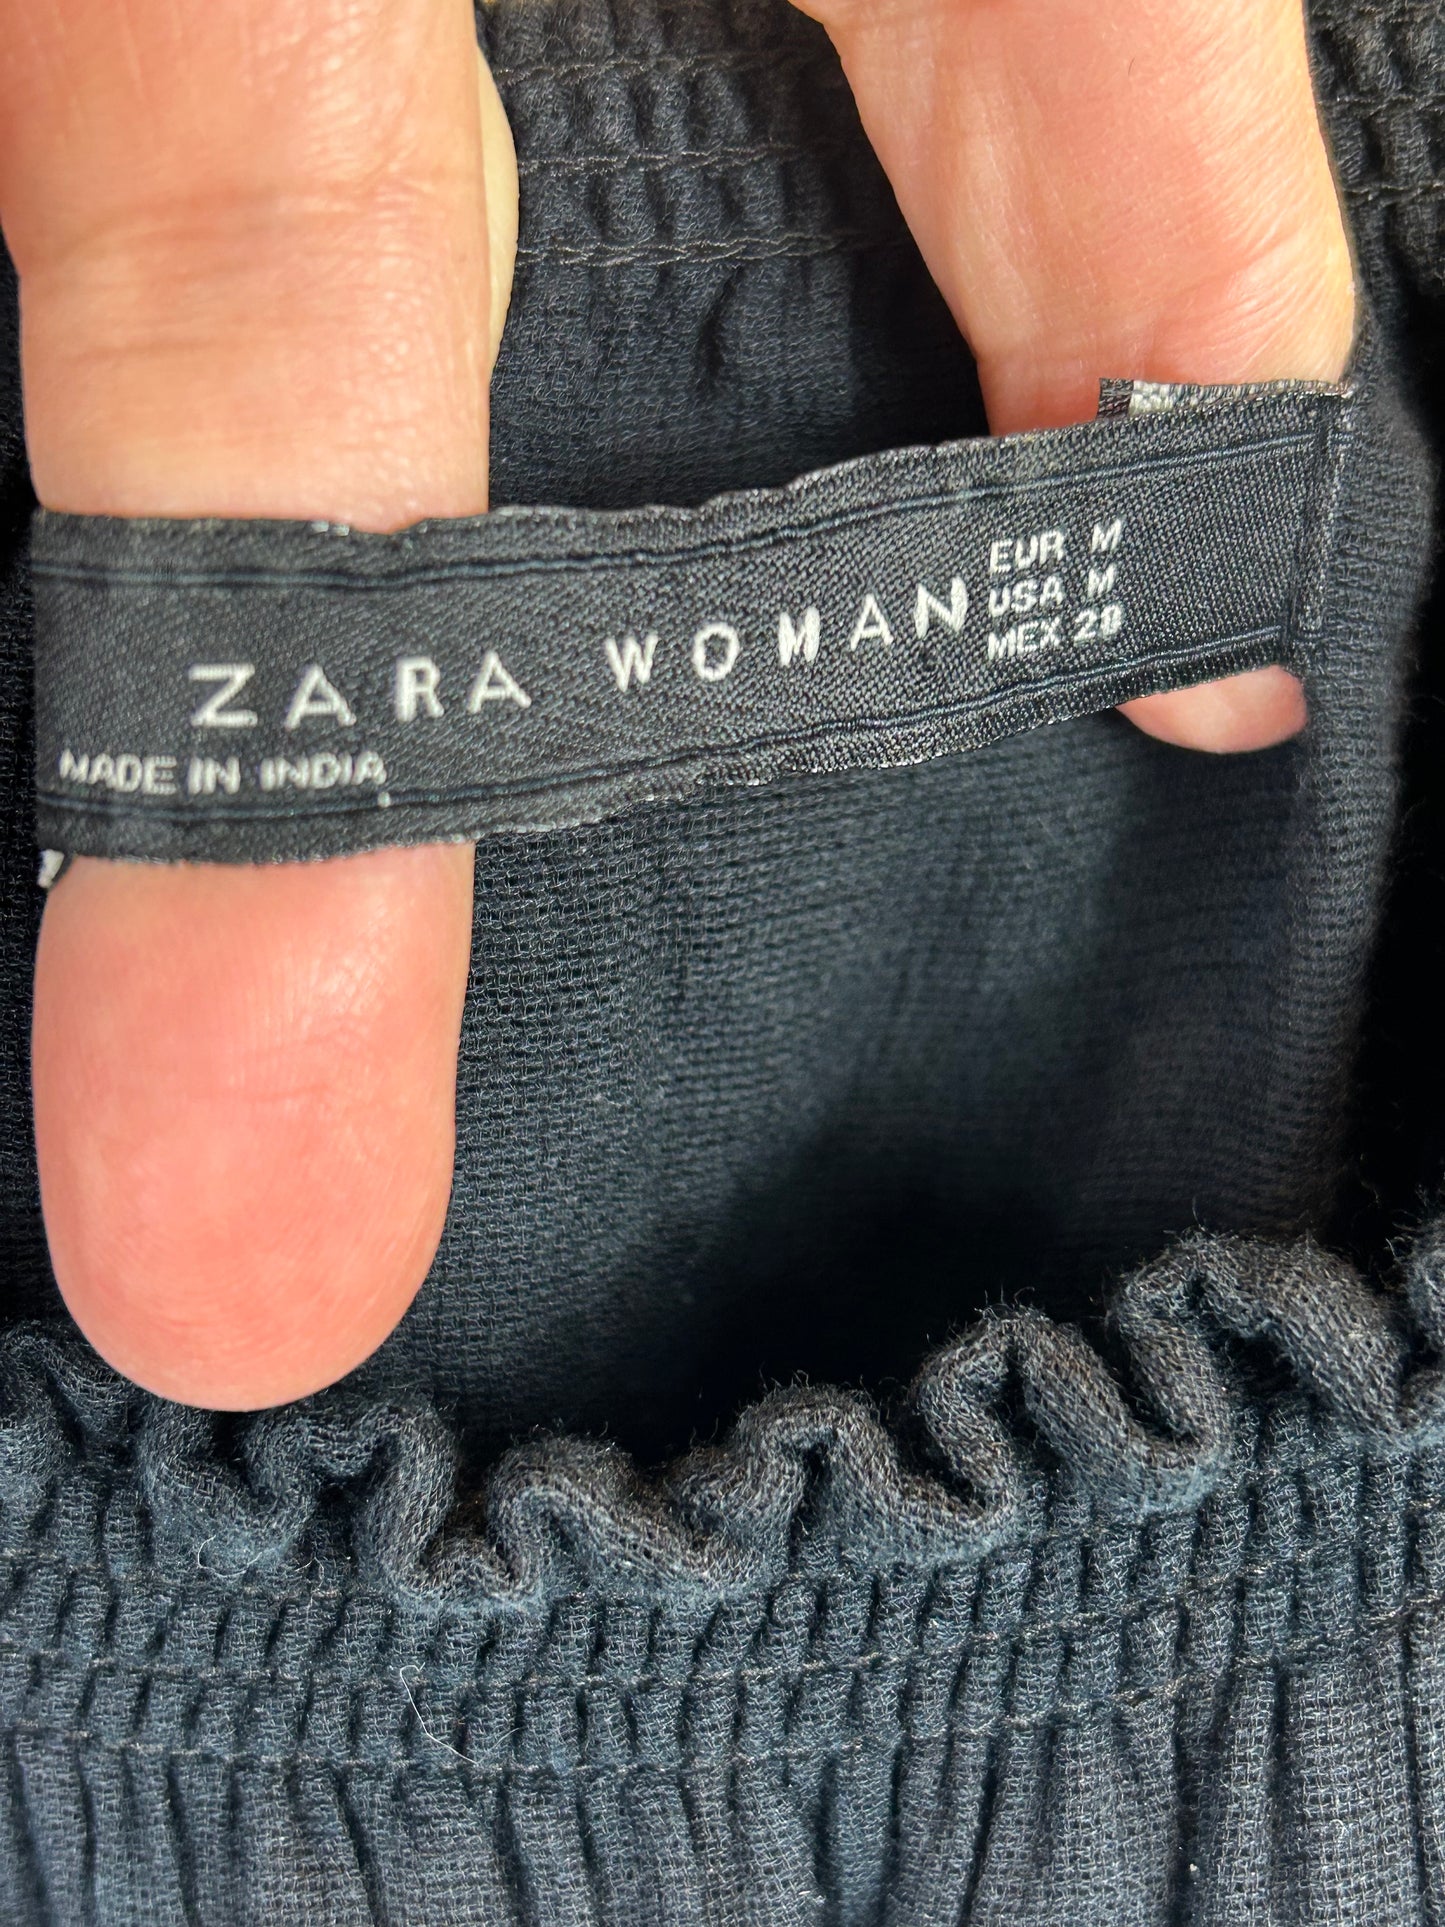 ZARA WOMAN
EUR M
USA M
MEX 28
MADE IN INDIA